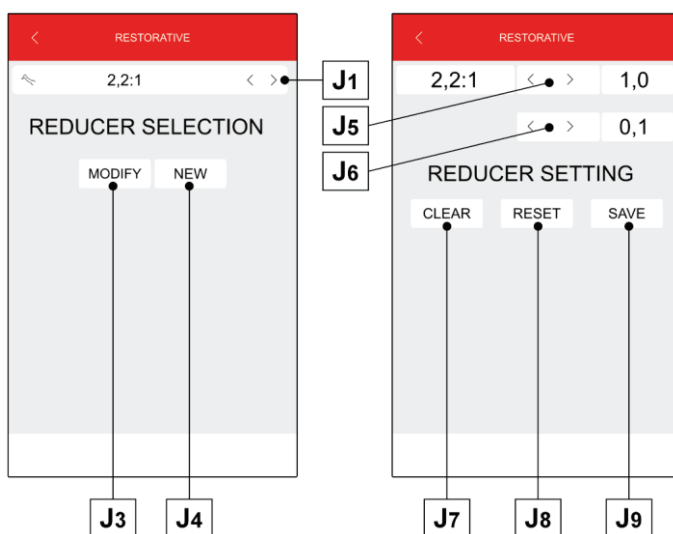 RESTORATIVE
2,2:1
REDUCER SELECTION
MODIFY NEW
J1
J5
J6
J3 J4
RESTORATIVE
2,2:1 1,0
0,1
REDUCER SETTING
CLEAR RESET SAVE
J7 J8 J9